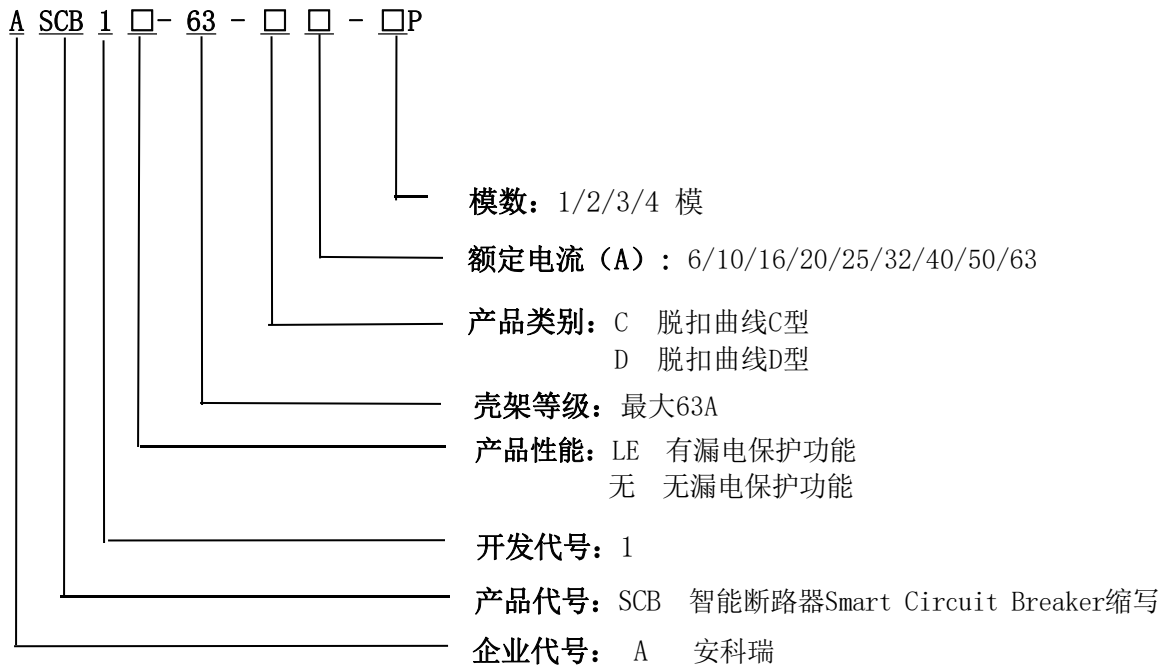 A SCB 1 □- 63 - □ □ - □P
模数：1/2/3/4 模
额定电流（A）：6/10/16/20/25/32/40/50/63
产品类别：C 脱扣曲线C型
D 脱扣曲线D型
壳架等级：最大63A
产品性能：LE 有漏电保护功能
无 无漏电保护功能
开发代号：1
产品代号：SCB 智能断路器Smart Circuit Breaker缩写
企业代号： A 安科瑞